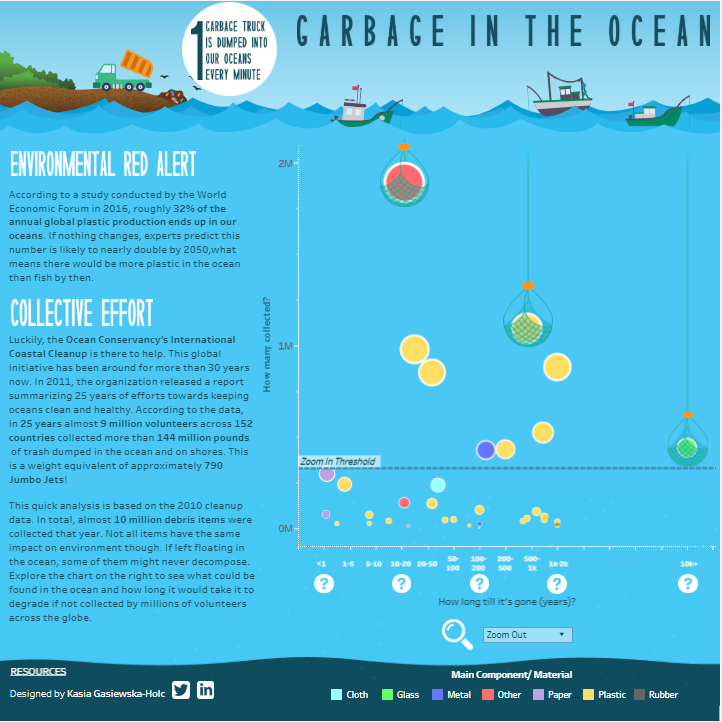 GARBAGE IN THE OCEAN
1 GARBAGE TRUCK
IS DUMPED INTO
OUR OCEANS
EVERY MINUTE
ENVIRONMENTAL RED ALERT
According to a study conducted by the World
Economic Forum in 2016, roughly 32% of the
annual global plastic production ends up in our
oceans. If nothing changes, experts predict this
number is likely to nearly double by 2050,what
means there would be more plastic in the ocean
than fish by then.
COLLECTIVE EFFORT
Luckily, the Ocean Conservancy's International
Coastal Cleanup is there to help. This global
initiative has been around for more than 30 years
now. In 2011, the organization released a report
summarizing 25 years of efforts towards keeping
oceans clean and healthy. According to the data,
in 25 years almost 9 million volunteers across 152
countries collected more than 144 million pounds
of trash dumped in the ocean and on shores. This
is a weight equivalent of approximately 790
Jumbo Jets!
This quick analysis is based on the 2010 cleanup
data. In total, almost 10 million debris items were
collected that year. Not all items have the same
impact on environment though. If left floating in
the ocean, some of them might never decompose.
Explore the chart on the right to see what could be
found in the ocean and how long it would take it to
degrade if not collected by millions of volunteers
across the globe.
How many collected?
2M
1M
0M
Zoom In Threshold
<1 1-5 5-10 10-20 20-50 50-100 100-200 200-500 500-1k 1k-2k 10k+
? ? ? ? ?
How long till it's gone (years)?
Zoom Out
RESOURCES
Designed by Kasia Gasiewska-Holc
in
Main Component/ Material
Cloth Glass Metal Other Paper Plastic Rubber